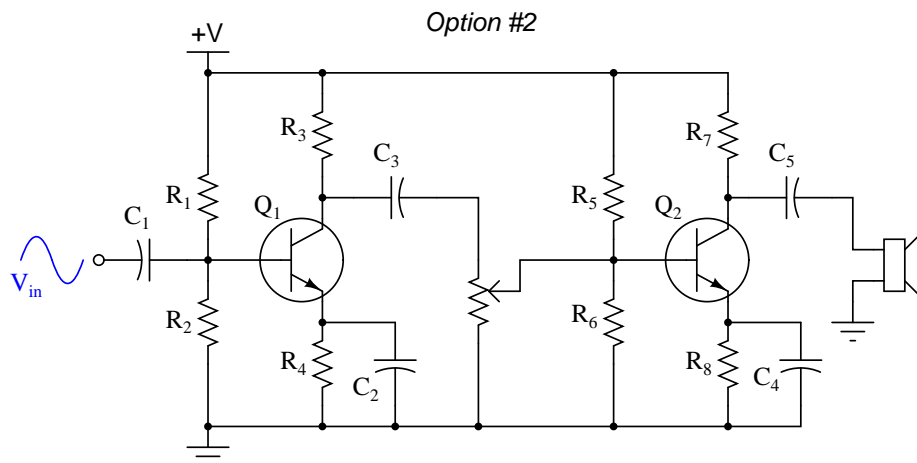 Option #2
+V
R3
R7
C3
C5
R1
Q1
R5
Q2
C1
Vin
R2
R6
R4
C2
R8
C4